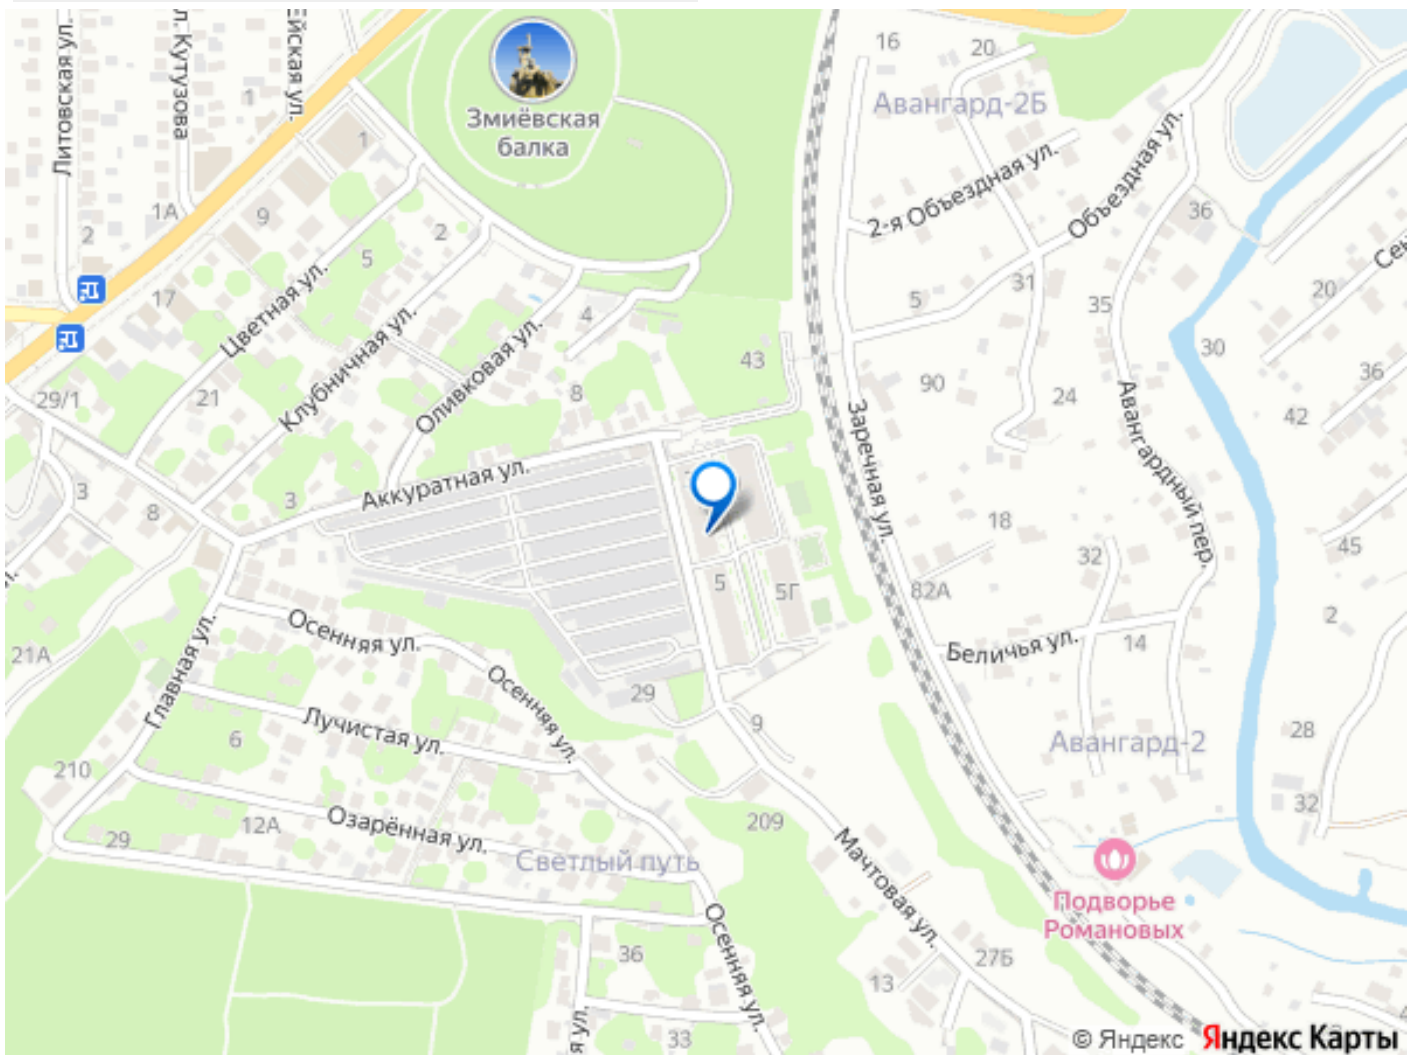 Литовская ул.
л. Кутузова
ейская ул.
1
1
1А
2
9
17
Змиёвская
балка
16
20
Авангард-2Б
2-я Объездная ул.
Объездная ул.
36
2
5
Цветная ул.
Клубничная ул.
Оливковая ул.
4
8
43
5
31
35
20
30
36
42
90
24
Сен
29/1
21
3
8
3
Аккуратная ул.
Заречная ул.
Авангардный пер.
18
32
82А
45
2
л.
5
5Г
Осенняя ул.
Осенняя ул.
Главная ул.
21А
Лучистая ул.
6
29
9
Беличья ул.
14
Авангард-2
28
32
210
29
12А
Озарённая ул.
Светлый путь
209
Мачтовая ул.
Подворье
Романовых
Осенняя ул.
36
13
27Б
33
я ул.
© Яндекс Яндекс Карты